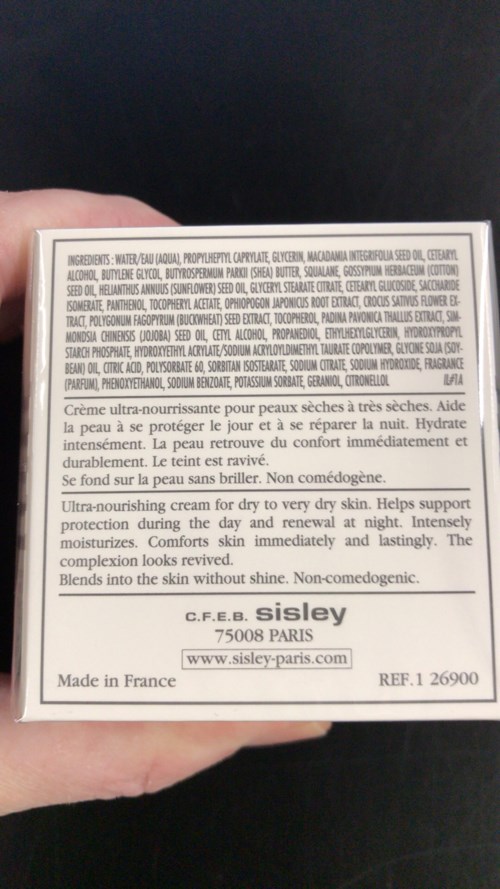 INGREDIENTS : WATER/EAU (AQUA), PROPYLHEPTYL CAPRYLATE, GLYCERIN, MACADAMIA INTEGRIFOLIA SEED OIL, CETEARYL
ALCOHOL, BUTYLENE GLYCOL, BUTYROSPERMUM PARKII (SHEA) BUTTER, SQUALANE, GOSSYPIUM HERBACEUM (COTTON)
SEED OIL, HELIANTHUS ANNUUS (SUNFLOWER) SEED OIL, GLYCERYL STEARATE CITRATE, CETEARYL GLUCOSIDE, SACCHARIDE
ISOMERATE, PANTHENOL, TOCOPHERYL ACETATE, OPHIOPOGON JAPONICUS ROOT EXTRACT, CROCUS SATIVUS FLOWER EX-
TRACT, POLYGONUM FAGOPYRUM (BUCKWHEAT) SEED EXTRACT, TOCOPHEROL, PADINA PAVONICA THALLUS EXTRACT, SIM-
MONDSIA CHINENSIS (JOJOBA) SEED OIL, CETYL ALCOHOL, PROPANEDIOL, ETHYLHEXYLGLYCERIN, HYDROXYPROPYL
STARCH PHOSPHATE, HYDROXYETHYL ACRYLATE/SODIUM ACRYLOYLDIMETHYL TAURATE COPOLYMER, GLYCINE SOJA (SOY-
BEAN) OIL, CITRIC ACID, POLYSORBATE 60, SORBITAN ISOSTEARATE, SODIUM CITRATE, SODIUM HYDROXIDE, FRAGRANCE
(PARFUM), PHENOXYETHANOL, SODIUM BENZOATE, POTASSIUM SORBATE, GERANIOL, CITRONELLOL IL#1A
Crème ultra-nourrissante pour peaux sèches à très sèches. Aide
la peau à se protéger le jour et à se réparer la nuit. Hydrate
intensément. La peau retrouve du confort immédiatement et
durablement. Le teint est ravivé.
Se fond sur la peau sans briller. Non comédogène.
Ultra-nourishing cream for dry to very dry skin. Helps support
protection during the day and renewal at night. Intensely
moisturizes. Comforts skin immediately and lastingly. The
complexion looks revived.
Blends into the skin without shine. Non-comedogenic.
C.F.E.B. sisley
75008 PARIS
www.sisley-paris.com
Made in France REF.1 26900